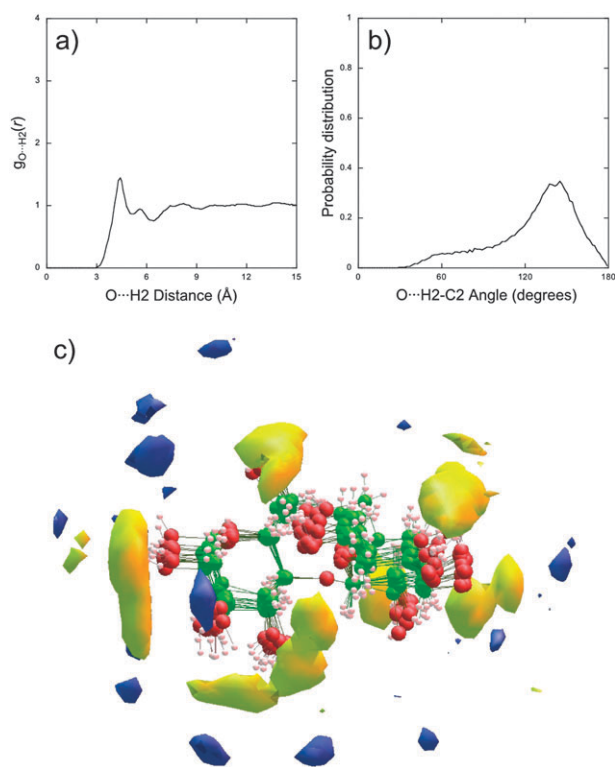 a)
4
3
2
1
0
g_O···H2(r)
0 3 6 9 12 15
O···H2 Distance (Å)
b)
1
0.8
0.6
0.4
0.2
0
Probability distribution
0 60 120 180
O···H2-C2 Angle (degrees)
c)